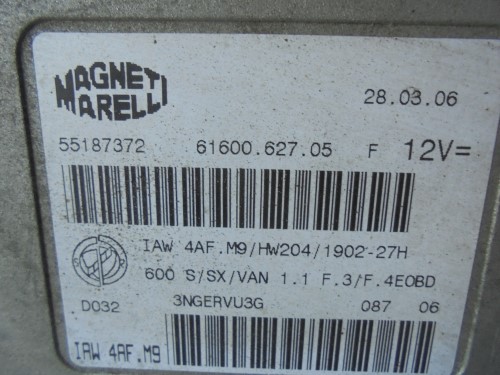 MAGNETI
MARELLI
28.03.06
55187372 61600.627.05 F 12V=
IAW 4AF.M9/HW204/1902-27H
600 S/SX/VAN 1.1 F.3/F.4EOBD
D032 3NGERVU3G 087 06
IAW 4AF.M9